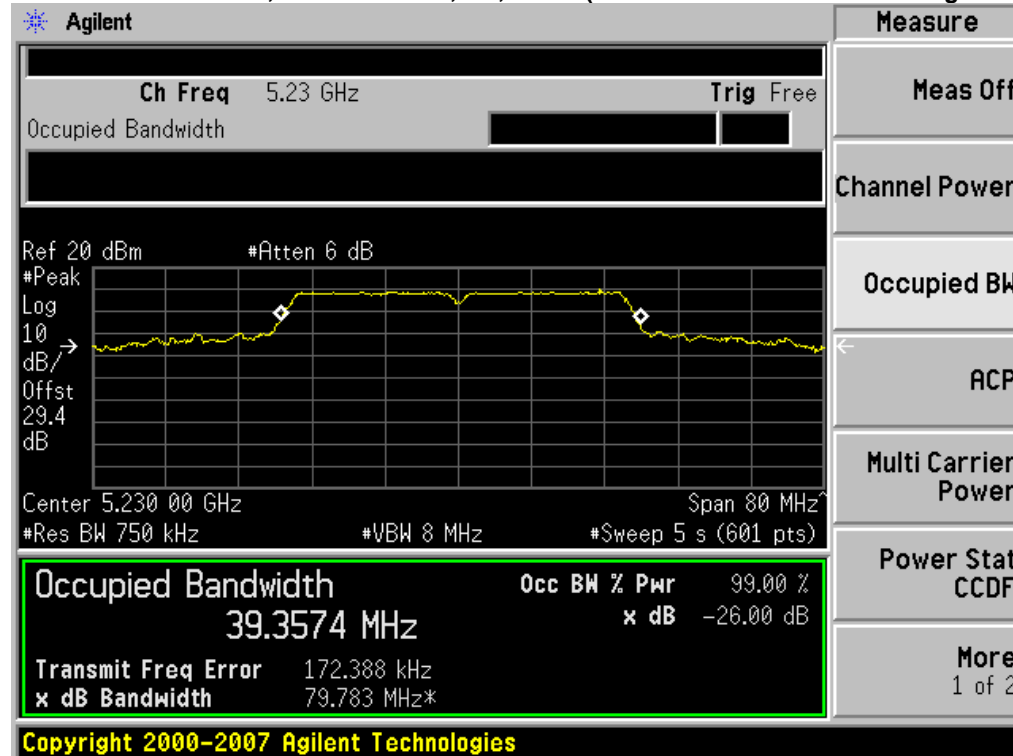 Agilent
Measure
Ch Freq 5.23 GHz Trig Free
Occupied Bandwidth
Meas Off
Channel Power
Occupied BW
ACP
Multi Carrier
Power
Power Stat
CCDF
More
1 of 2
Ref 20 dBm #Atten 6 dB
#Peak
Log
10
dB/
Offst
29.4
dB
Center 5.230 00 GHz Span 80 MHz^
#Res BW 750 kHz #VBW 8 MHz #Sweep 5 s (601 pts)
Occupied Bandwidth
39.3574 MHz
Occ BW % Pwr 99.00 %
x dB -26.00 dB
Transmit Freq Error 172.388 kHz
x dB Bandwidth 79.783 MHz*
Copyright 2000-2007 Agilent Technologies